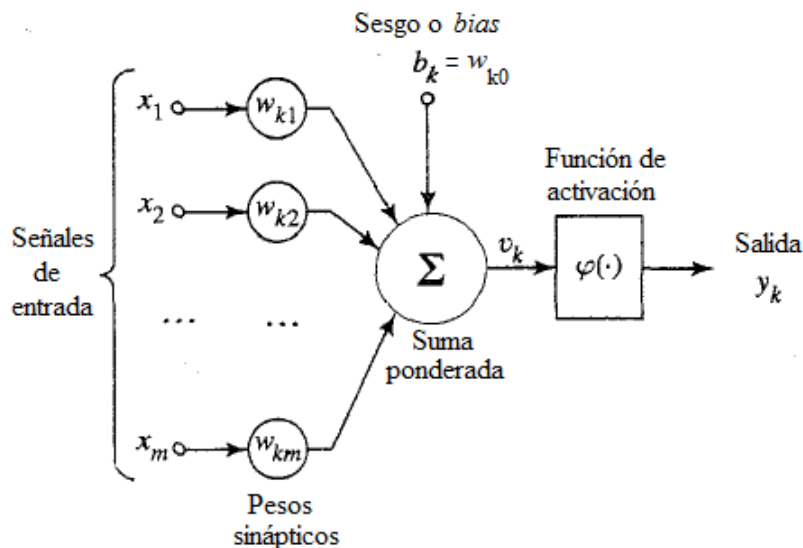 Sesgo o bias
b_k = w_k0
x_1
w_k1
x_2
w_k2
Señales
de
entrada
...
...
x_m
w_km
Pesos
sinápticos
Σ
Suma
ponderada
v_k
Función de
activación
φ(·)
Salida
y_k